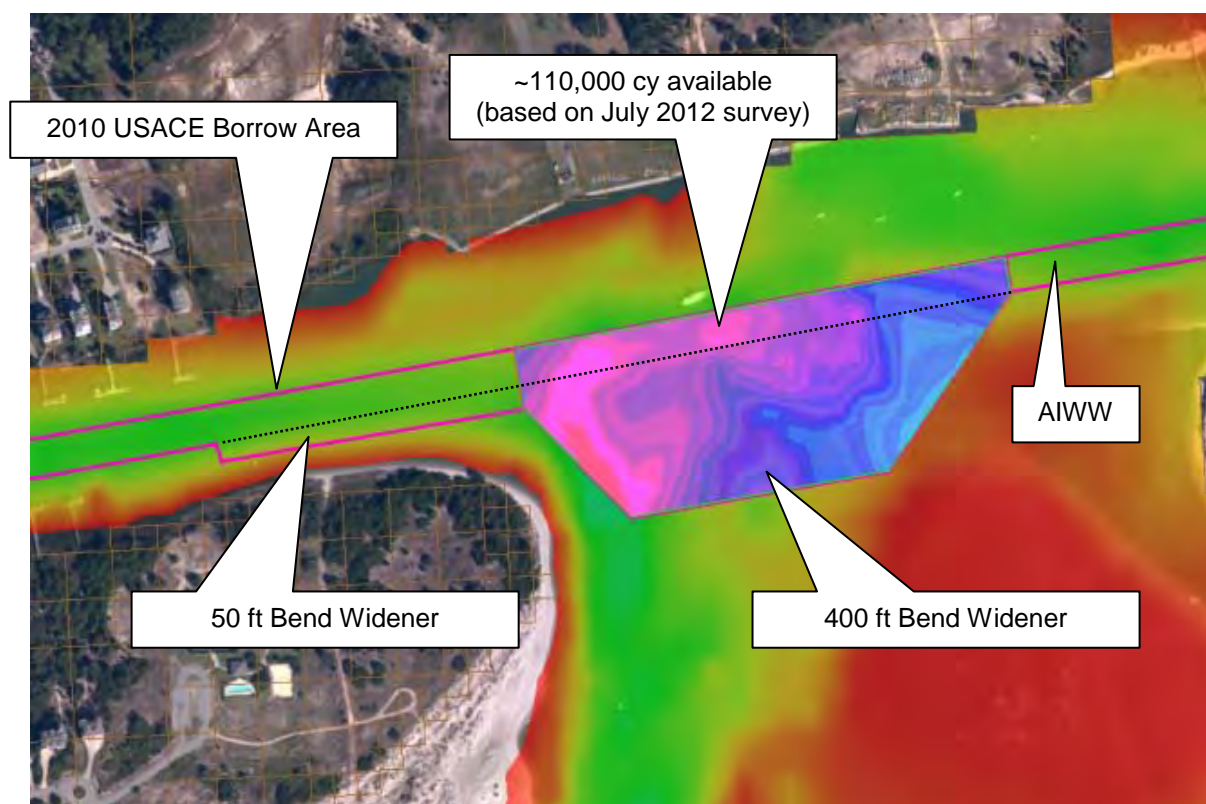 ~110,000 cy available
(based on July 2012 survey)
2010 USACE Borrow Area
AIWW
50 ft Bend Widener
400 ft Bend Widener